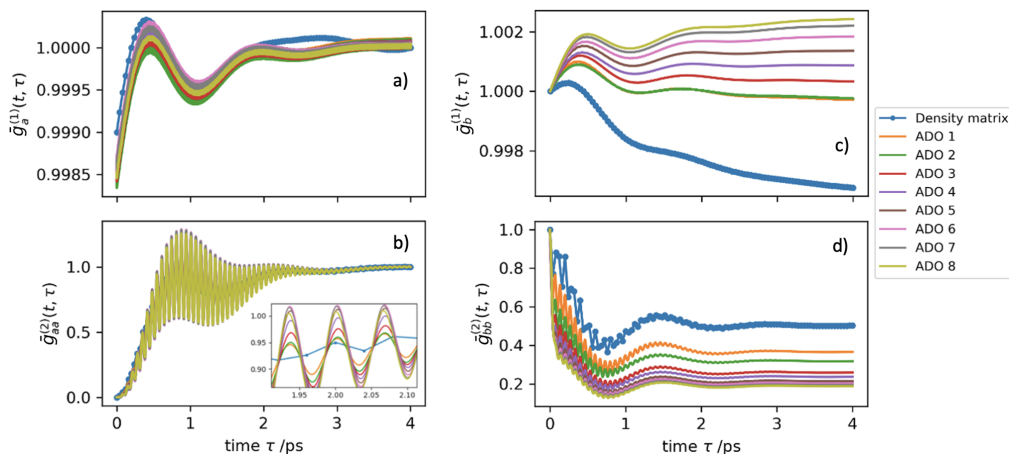 1.0000
0.9995
0.9990
0.9985
ḡ_a^(1)(t, τ)
a)
1.002
1.000
0.998
ḡ_b^(1)(t, τ)
c)
Density matrix
ADO 1
ADO 2
ADO 3
ADO 4
ADO 5
ADO 6
ADO 7
ADO 8
1.0
0.5
0.0
ḡ_aa^(2)(t, τ)
b)
1.00
0.95
0.90
1.95 2.00 2.05 2.10
0 1 2 3 4
time τ /ps
1.0
0.8
0.6
0.4
0.2
ḡ_bb^(2)(t, τ)
d)
0 1 2 3 4
time τ /ps